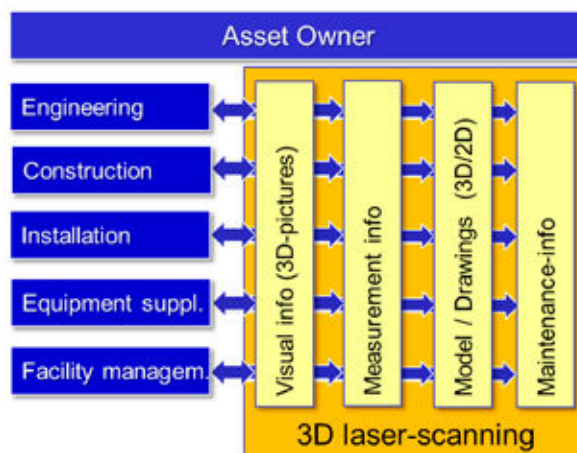 Asset Owner
Engineering
Construction
Installation
Equipment suppl.
Facility managem.
Visual info (3D-pictures)
Measurement info
Model / Drawings (3D/2D)
Maintenance-info
3D laser-scanning